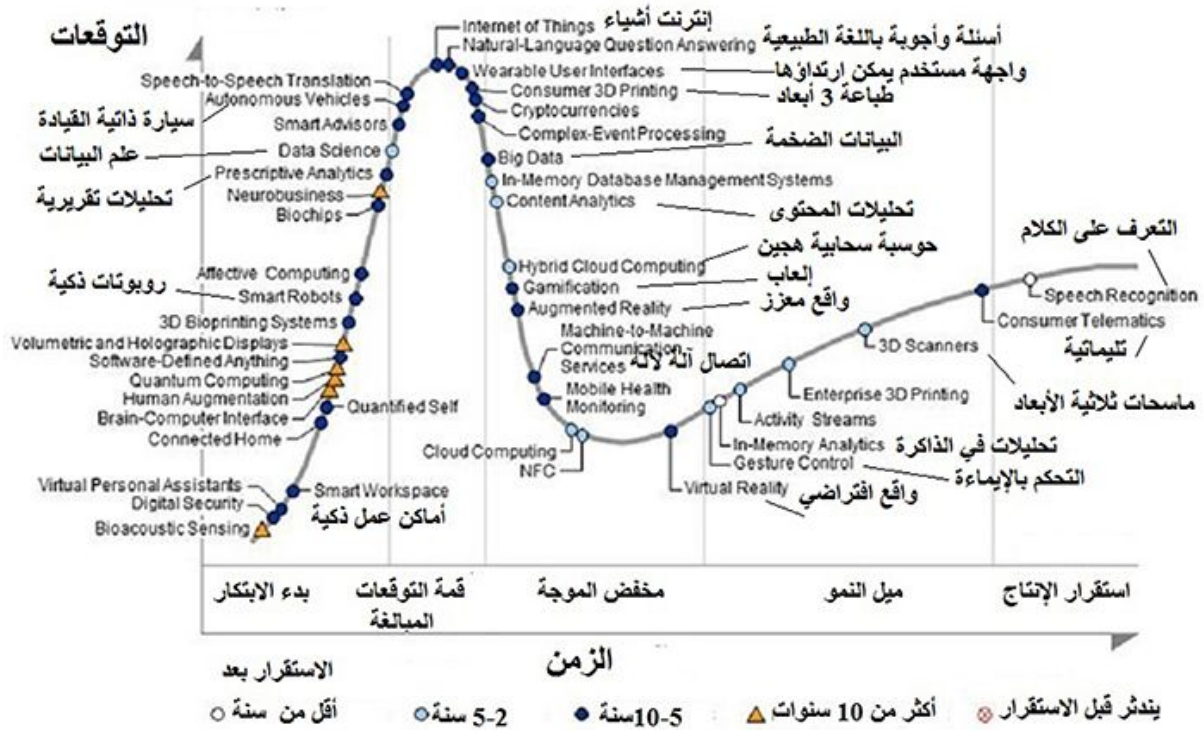 التوقعات
Internet of Things
إنترنت أشياء
Natural-Language Question Answering
أسئلة وأجوبة باللغة الطبيعية
Wearable User Interfaces
واجهة مستخدم يمكن ارتداؤها
Consumer 3D Printing
طباعة 3 أبعاد
Cryptocurrencies
Complex-Event Processing
Speech-to-Speech Translation
Autonomous Vehicles
سيارة ذاتية القيادة
Smart Advisors
Data Science
علم البيانات
Prescriptive Analytics
تحليلات تقريرية
Neurobusiness
Biochips
Big Data
البيانات الضخمة
In-Memory Database Management Systems
Content Analytics
تحليلات المحتوى
Hybrid Cloud Computing
حوسبة سحابية هجين
Gamification
إلعاب
Augmented Reality
واقع معزز
Affective Computing
Smart Robots
روبوتات ذكية
3D Bioprinting Systems
Volumetric and Holographic Displays
Software-Defined Anything
Quantum Computing
Human Augmentation
Brain-Computer Interface
Quantified Self
Connected Home
Virtual Personal Assistants
Smart Workspace
أماكن عمل ذكية
Digital Security
Bioacoustic Sensing
Machine-to-Machine
Communication
Services
اتصال آلة لآلة
Mobile Health
Monitoring
Cloud Computing
NFC
التعرف على الكلام
Speech Recognition
Consumer Telematics
تليماتية
3D Scanners
ماسحات ثلاثية الأبعاد
Enterprise 3D Printing
Activity Streams
In-Memory Analytics
تحليلات في الذاكرة
Gesture Control
التحكم بالإيماءة
Virtual Reality
واقع افتراضي
بدء الابتكار
قمة التوقعات
المبالغة
مخفض الموجة
ميل النمو
استقرار الإنتاج
الزمن
الاستقرار بعد
أقل من سنة
5-2 سنة
10-5سنة
أكثر من 10 سنوات
يندثر قبل الاستقرار